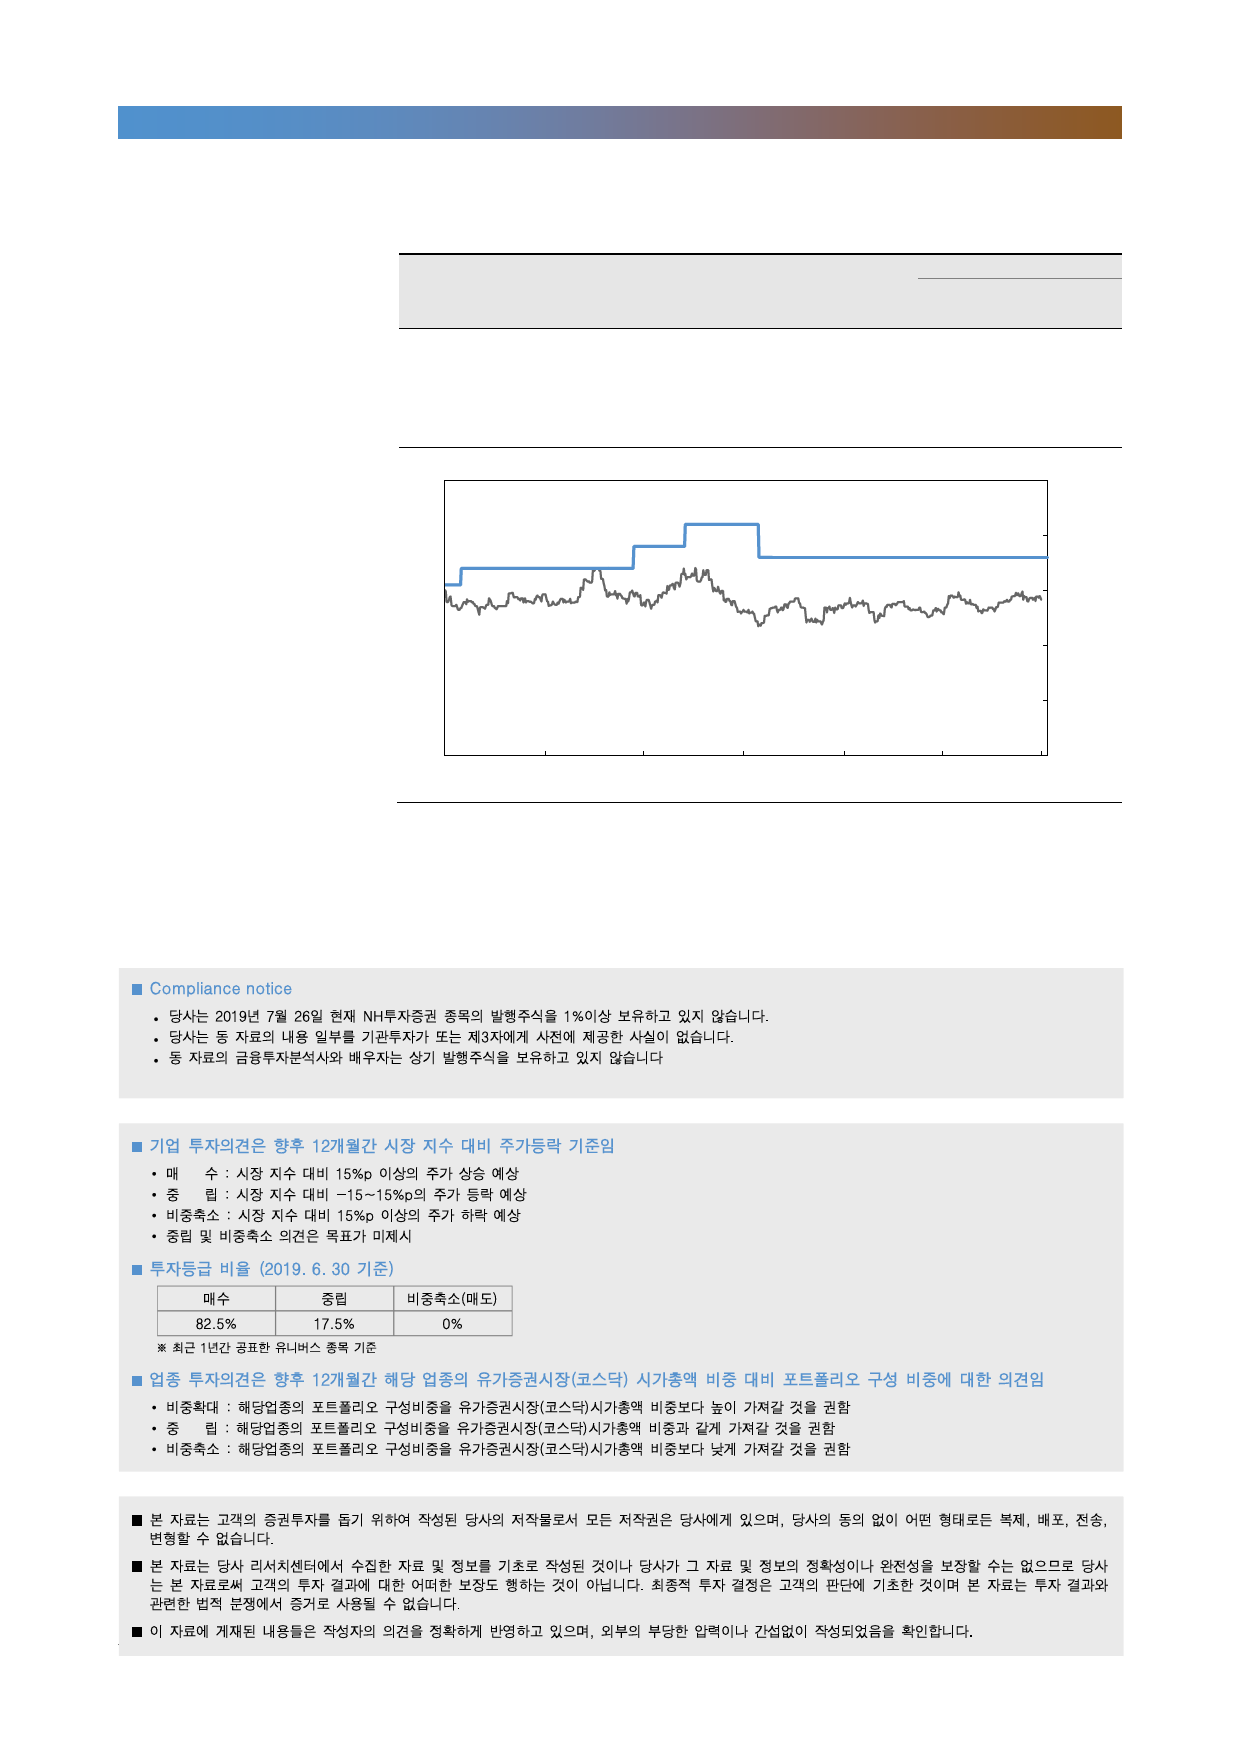 ■ Compliance notice
• 당사는 2019년 7월 26일 현재 NH투자증권 종목의 발행주식을 1%이상 보유하고 있지 않습니다.
• 당사는 동 자료의 내용 일부를 기관투자가 또는 제3자에게 사전에 제공한 사실이 없습니다.
• 동 자료의 금융투자분석사와 배우자는 상기 발행주식을 보유하고 있지 않습니다
■ 기업 투자의견은 향후 12개월간 시장 지수 대비 주가등락 기준임
• 매 수 : 시장 지수 대비 15%p 이상의 주가 상승 예상
• 중 립 : 시장 지수 대비 -15~15%p의 주가 등락 예상
• 비중축소 : 시장 지수 대비 15%p 이상의 주가 하락 예상
• 중립 및 비중축소 의견은 목표가 미제시
■ 투자등급 비율 (2019. 6. 30 기준)
매수 중립 비중축소(매도)
82.5% 17.5% 0%
※ 최근 1년간 공표한 유니버스 종목 기준
■ 업종 투자의견은 향후 12개월간 해당 업종의 유가증권시장(코스닥) 시가총액 비중 대비 포트폴리오 구성 비중에 대한 의견임
• 비중확대 : 해당업종의 포트폴리오 구성비중을 유가증권시장(코스닥)시가총액 비중보다 높이 가져갈 것을 권함
• 중 립 : 해당업종의 포트폴리오 구성비중을 유가증권시장(코스닥)시가총액 비중과 같게 가져갈 것을 권함
• 비중축소 : 해당업종의 포트폴리오 구성비중을 유가증권시장(코스닥)시가총액 비중보다 낮게 가져갈 것을 권함
■ 본 자료는 고객의 증권투자를 돕기 위하여 작성된 당사의 저작물로서 모든 저작권은 당사에게 있으며, 당사의 동의 없이 어떤 형태로든 복제, 배포, 전송,
변형할 수 없습니다.
■ 본 자료는 당사 리서치센터에서 수집한 자료 및 정보를 기초로 작성된 것이나 당사가 그 자료 및 정보의 정확성이나 완전성을 보장할 수는 없으므로 당사
는 본 자료로써 고객의 투자 결과에 대한 어떠한 보장도 행하는 것이 아닙니다. 최종적 투자 결정은 고객의 판단에 기초한 것이며 본 자료는 투자 결과와
관련한 법적 분쟁에서 증거로 사용될 수 없습니다.
■ 이 자료에 게재된 내용들은 작성자의 의견을 정확하게 반영하고 있으며, 외부의 부당한 압력이나 간섭없이 작성되었음을 확인합니다.